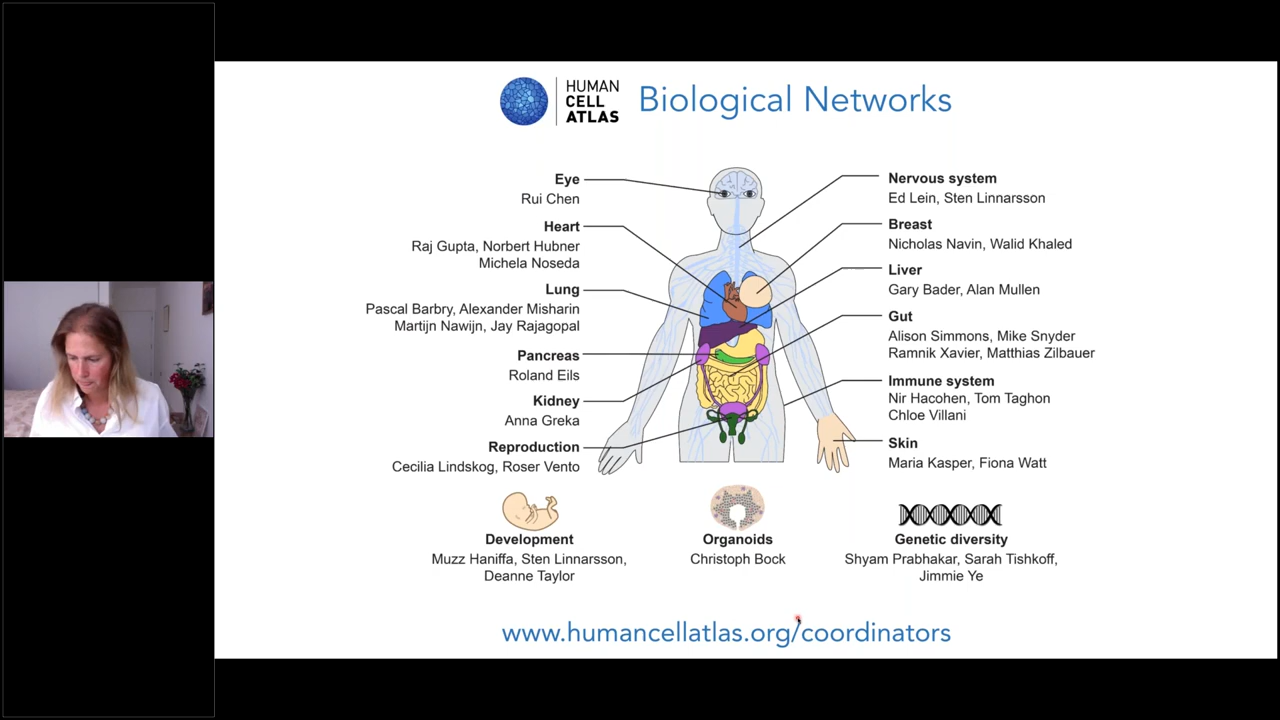 HUMAN
CELL
ATLAS
Biological Networks
Eye
Rui Chen
Heart
Raj Gupta, Norbert Hubner
Michela Noseda
Lung
Pascal Barbry, Alexander Misharin
Martijn Nawijn, Jay Rajagopal
Pancreas
Roland Eils
Kidney
Anna Greka
Reproduction
Cecilia Lindskog, Roser Vento
Nervous system
Ed Lein, Sten Linnarsson
Breast
Nicholas Navin, Walid Khaled
Liver
Gary Bader, Alan Mullen
Gut
Alison Simmons, Mike Snyder
Ramnik Xavier, Matthias Zilbauer
Immune system
Nir Hacohen, Tom Taghon
Chloe Villani
Skin
Maria Kasper, Fiona Watt
Development
Muzz Haniffa, Sten Linnarsson,
Deanne Taylor
Organoids
Christoph Bock
Genetic diversity
Shyam Prabhakar, Sarah Tishkoff,
Jimmie Ye
www.humancellatlas.org/coordinators